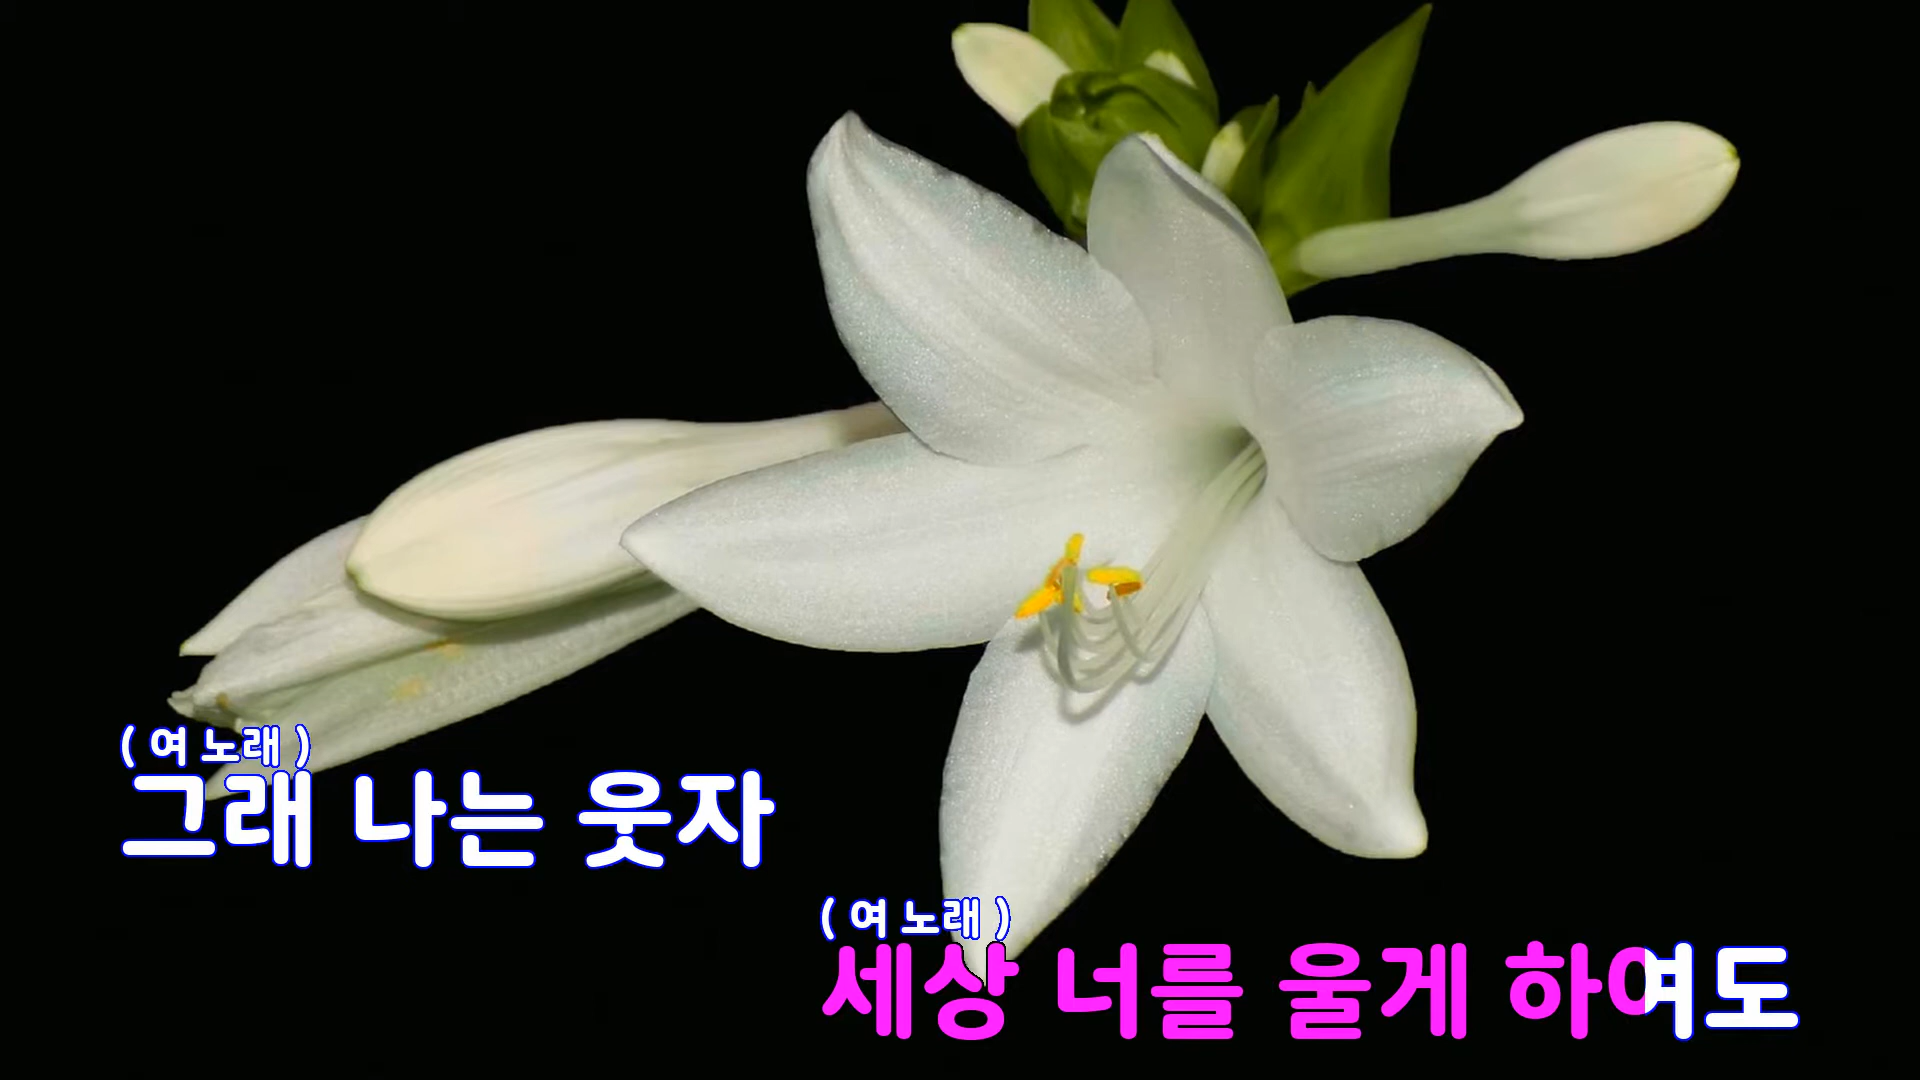 ( 여 노래 )
그래 나는 웃자
( 여 노래 )
세상 너를 울게 하여도